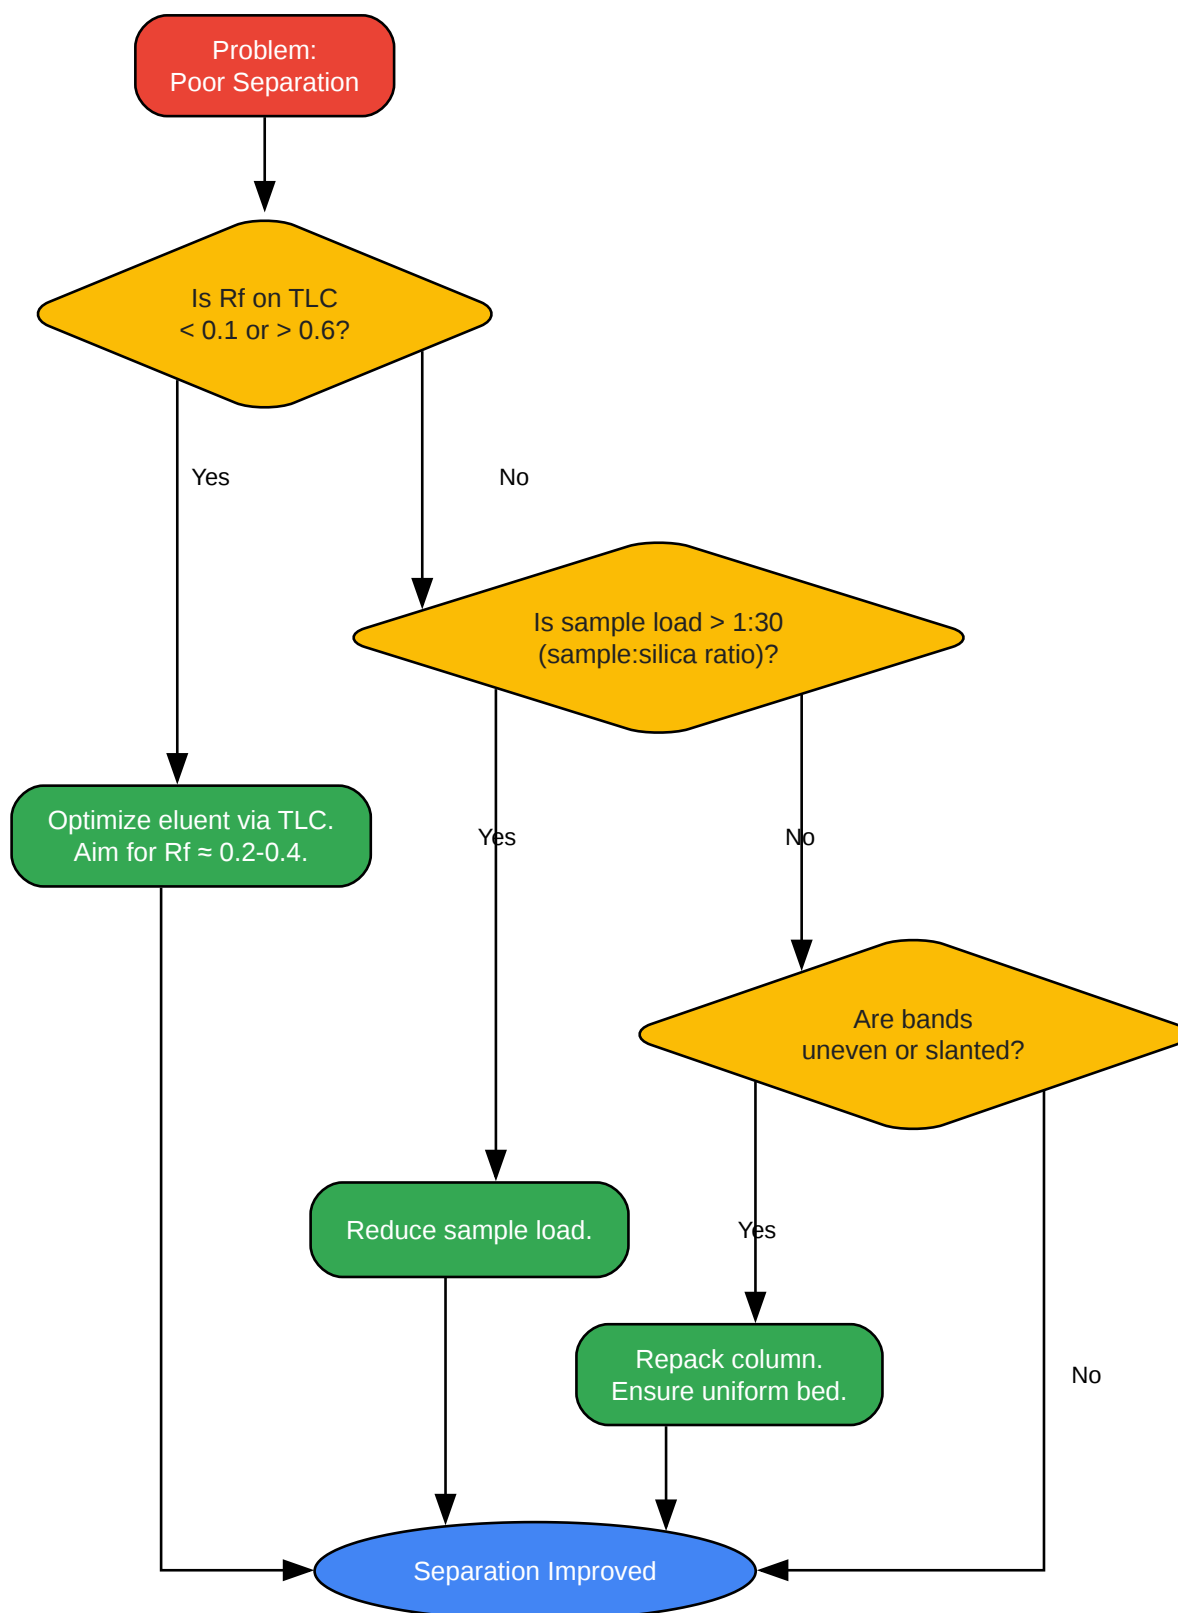 Problem:
Poor Separation
Is Rf on TLC
< 0.1 or > 0.6?
Yes
No
Is sample load > 1:30
(sample:silica ratio)?
Optimize eluent via TLC.
Aim for Rf ≈ 0.2-0.4.
Yes
No
Are bands
uneven or slanted?
Reduce sample load.
Yes
Repack column.
Ensure uniform bed.
No
Separation Improved